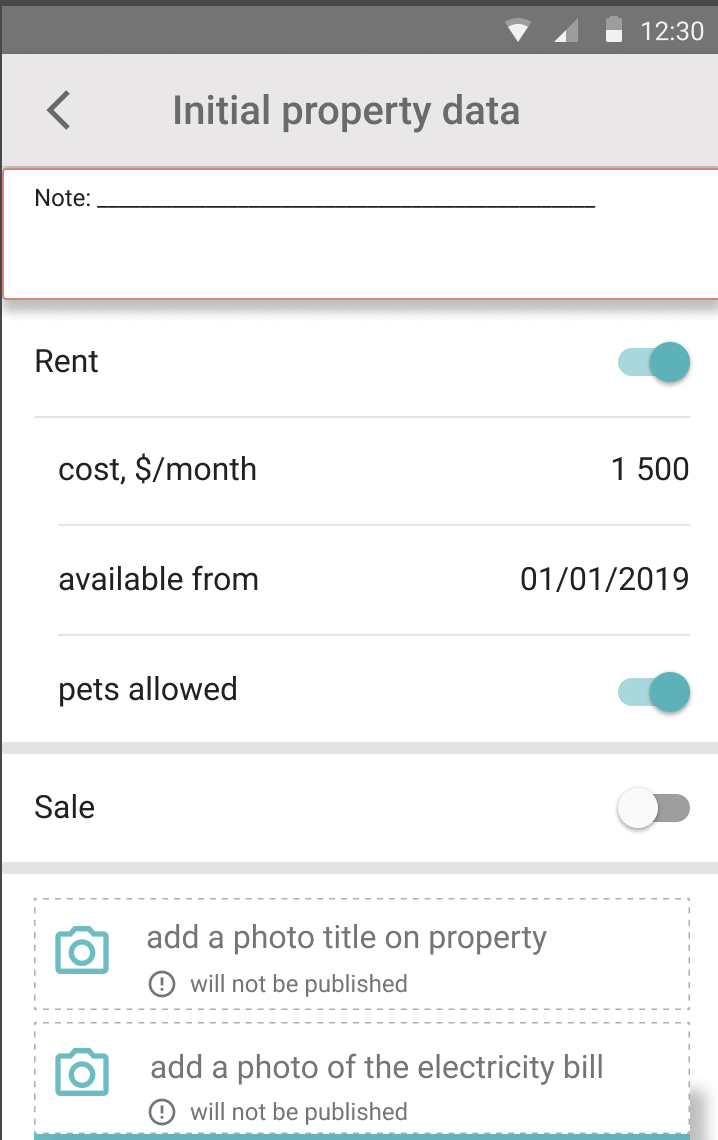 12:30
Initial property data
Note: ________________________________________
Rent
cost, $/month 1 500
available from 01/01/2019
pets allowed
Sale
add a photo title on property
will not be published
add a photo of the electricity bill
will not be published